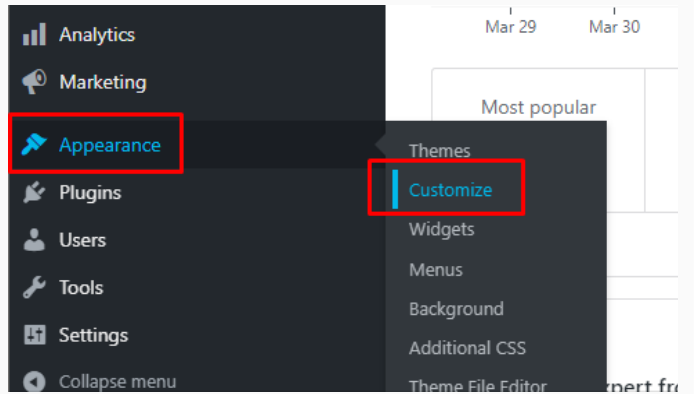 Analytics
Marketing
Appearance
Plugins
Users
Tools
Settings
Collapse menu
Themes
Customize
Widgets
Menus
Background
Additional CSS
Theme File Editor
Mar 29
Mar 30
Most popular